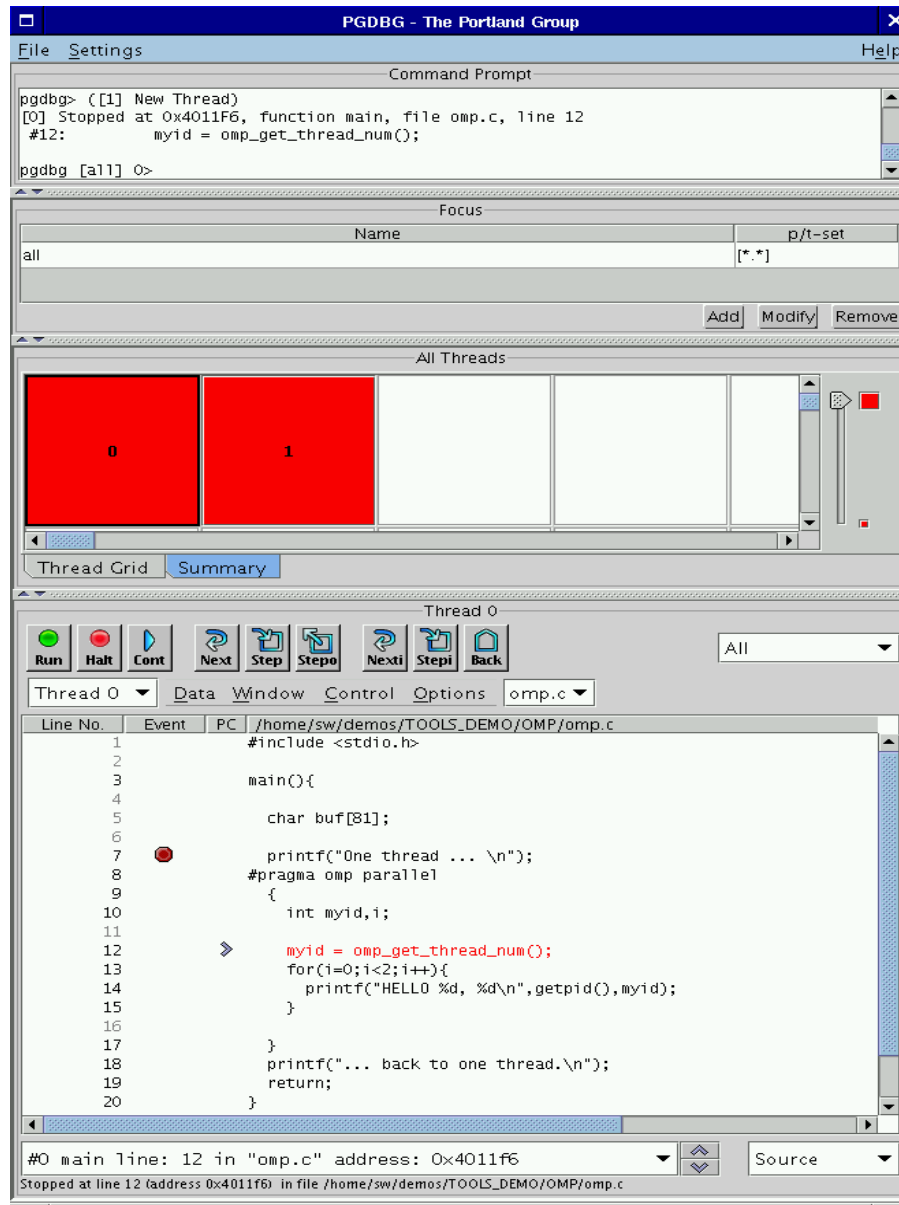 PGDBG - The Portland Group
File Settings Help
Command Prompt
pgdbg> ([1] New Thread)
[0] Stopped at 0x4011F6, function main, file omp.c, line 12
#12: myid = omp_get_thread_num();
pgdbg [all] 0>
Focus
Name p/t-set
all [*.*]
Add Modify Remove
All Threads
0 1
Thread Grid Summary
Thread 0
Run Halt Cont Next Step Stepo Nexti Stepi Back All
Thread 0 Data Window Control Options omp.c
Line No. Event PC /home/sw/demos/TOOLS_DEMO/OMP/omp.c
1 #include <stdio.h>
2
3 main(){
4
5 char buf[81];
6
7 printf("One thread ... \n");
8 #pragma omp parallel
9 {
10 int myid,i;
11
12 myid = omp_get_thread_num();
13 for(i=0;i<2;i++){
14 printf("HELLO %d, %d\n",getpid(),myid);
15 }
16
17 }
18 printf("... back to one thread.\n");
19 return;
20 }
#0 main line: 12 in "omp.c" address: 0x4011f6 Source
Stopped at line 12 (address 0x4011f6) in file /home/sw/demos/TOOLS_DEMO/OMP/omp.c